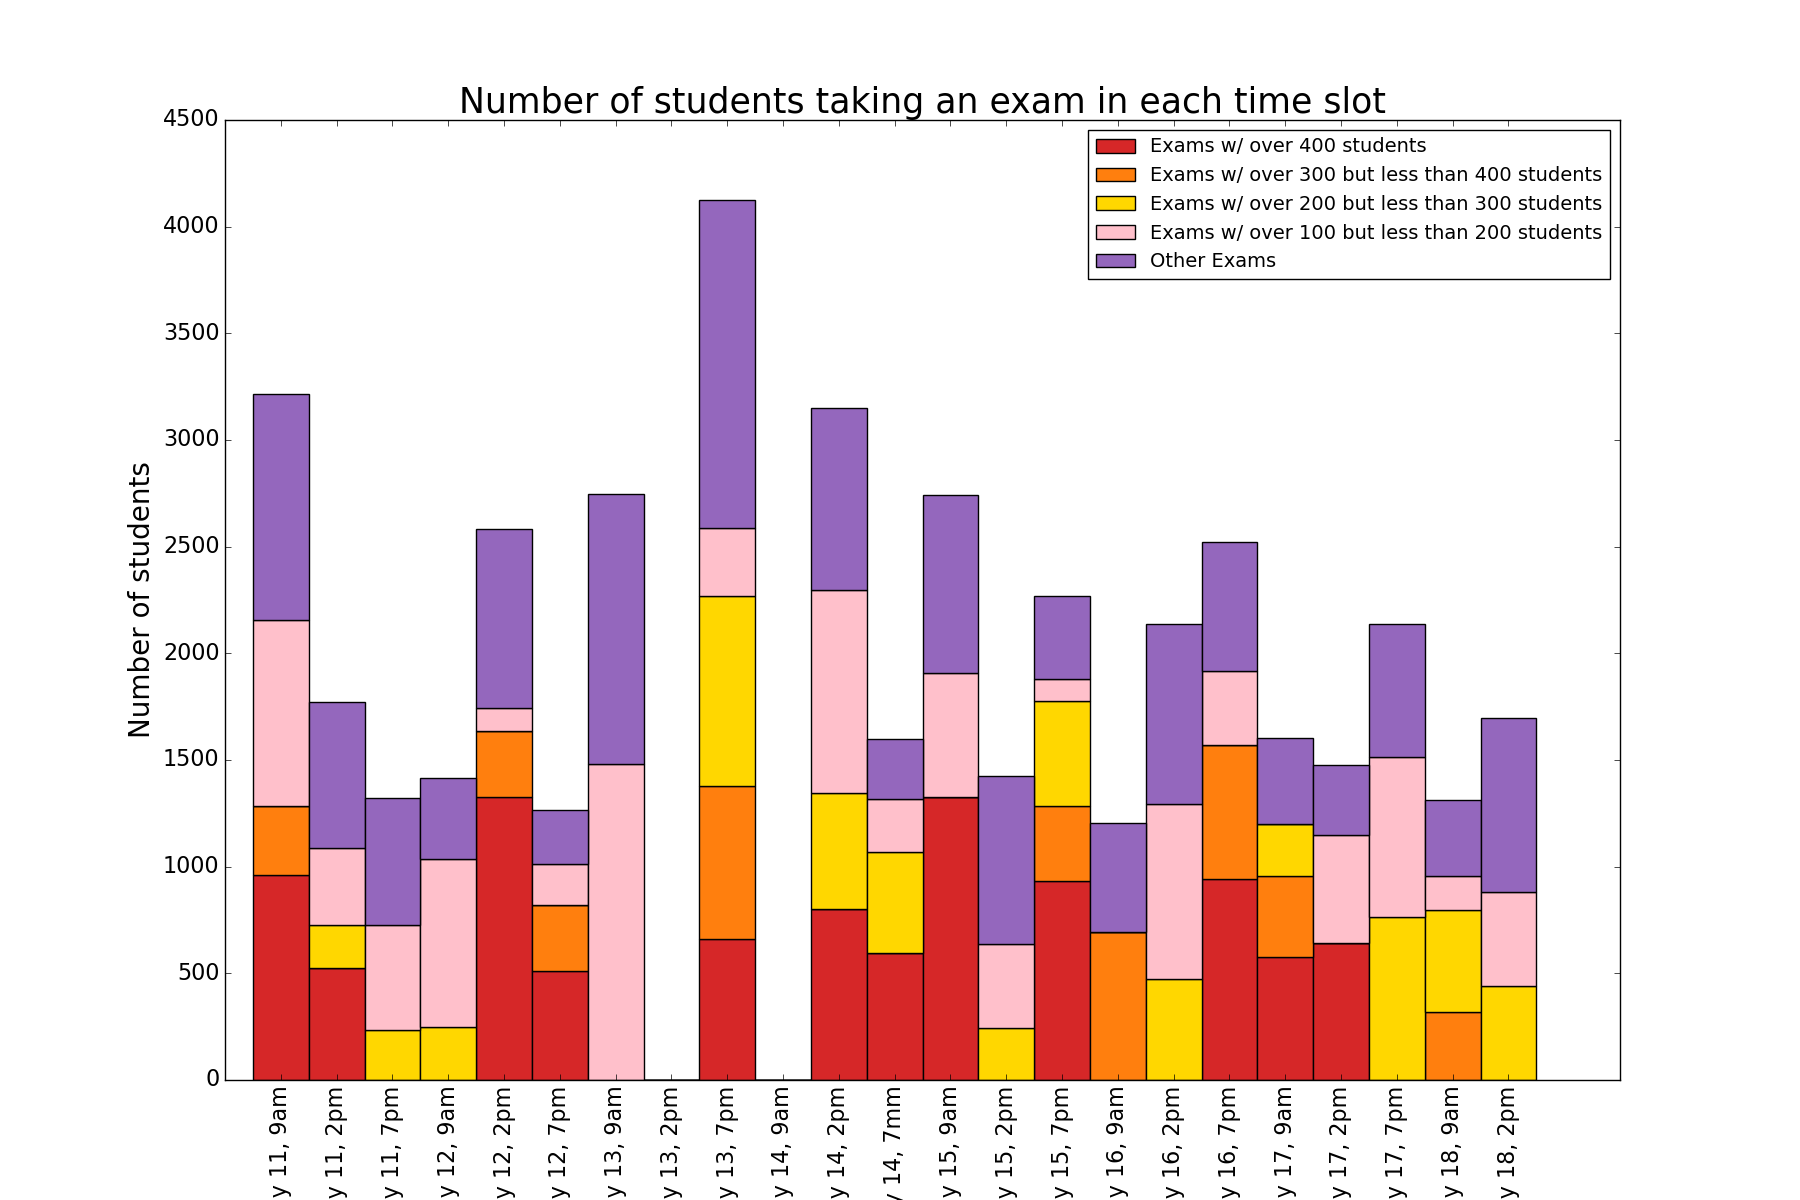 Number of students taking an exam in each time slot
Number of students
4500
4000
3500
3000
2500
2000
1500
1000
500
0
Exams w/ over 400 students
Exams w/ over 300 but less than 400 students
Exams w/ over 200 but less than 300 students
Exams w/ over 100 but less than 200 students
Other Exams
y 11, 9am
y 11, 2pm
y 11, 7pm
y 12, 9am
y 12, 2pm
y 12, 7pm
y 13, 9am
y 13, 2pm
y 13, 7pm
y 14, 9am
y 14, 2pm
y 14, 7mm
y 15, 9am
y 15, 2pm
y 15, 7pm
y 16, 9am
y 16, 2pm
y 16, 7pm
y 17, 9am
y 17, 2pm
y 17, 7pm
y 18, 9am
y 18, 2pm